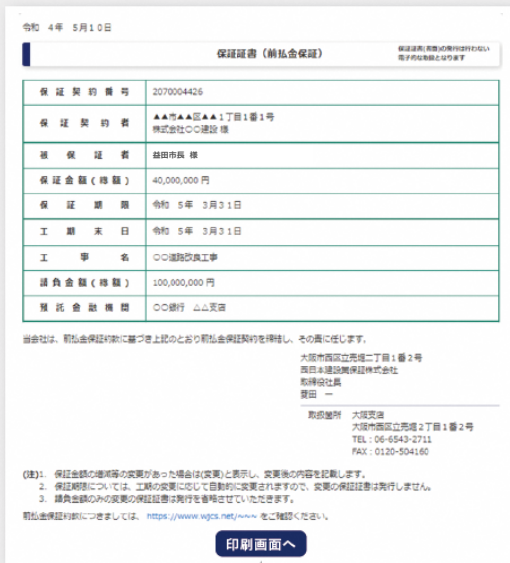 令和 4年 5月10日
保証証書（前払金保証）
保証証書(書面)の発行は行わない
電子的な勧誘となります
保証契約番号 2070004426
保証契約者 ▲▲市▲▲区▲▲1丁目1番1号
株式会社〇〇建設 様
被保証者 益田市長 様
保証金額(総額) 40,000,000 円
保証期限 令和 5年 3月31日
工期末日 令和 5年 3月31日
工事名 〇〇道路改良工事
請負金額(総額) 100,000,000 円
預託金融機関 〇〇銀行 △△支店
当会社は、前払金保証約款に基づき上記のとおり前払金保証契約を締結し、その責に任じます。
大阪市西区立売堀二丁目1番2号
西日本建設業保証株式会社
取締役社長
菱田 一
取扱箇所 大阪支店
大阪市西区立売堀2丁目1番2号
TEL：06-6543-2711
FAX：0120-504160
(注)1. 保証金額の増減等の変更があった場合は(変更)と表示し、変更後の内容を記載します。
2. 保証期限については、工期の変更に応じて自動的に変更されますので、変更の保証証書は発行しません。
3. 請負金額のみの変更の保証証書は発行を省略させていただきます。
前払金保証約款につきましては、https://www.wjcs.net/~~~ をご確認ください。
印刷画面へ